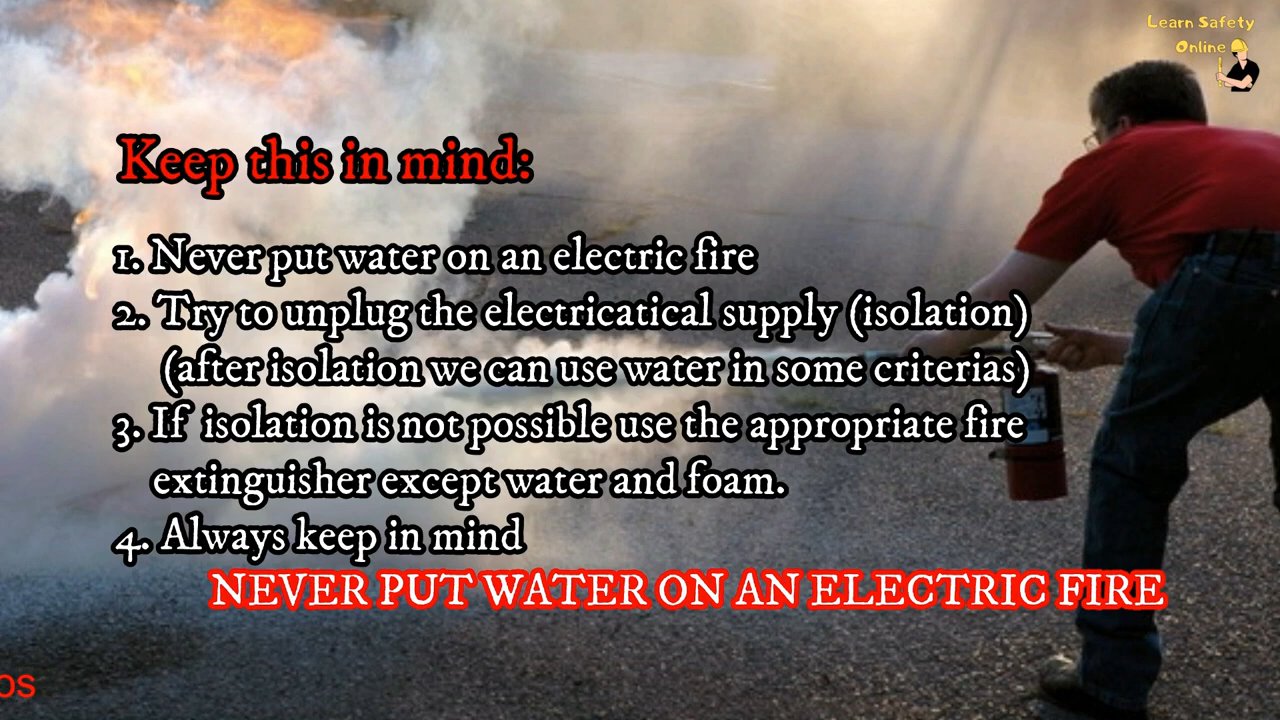 Learn Safety
Online
Keep this in mind:
1. Never put water on an electric fire
2. Try to unplug the electricatical supply (isolation)
(after isolation we can use water in some criterias)
3. If isolation is not possible use the appropriate fire
extinguisher except water and foam.
4. Always keep in mind
NEVER PUT WATER ON AN ELECTRIC FIRE
os